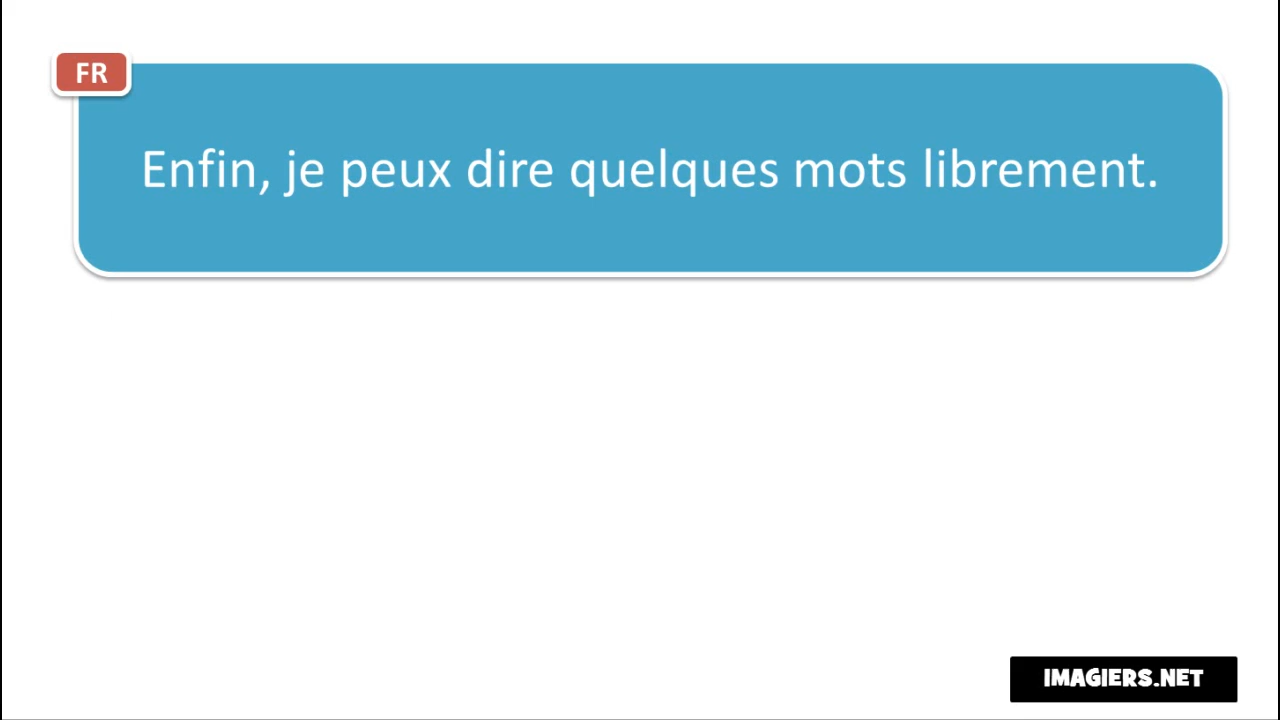 FR
Enfin, je peux dire quelques mots librement.
IMAGIERS.NET